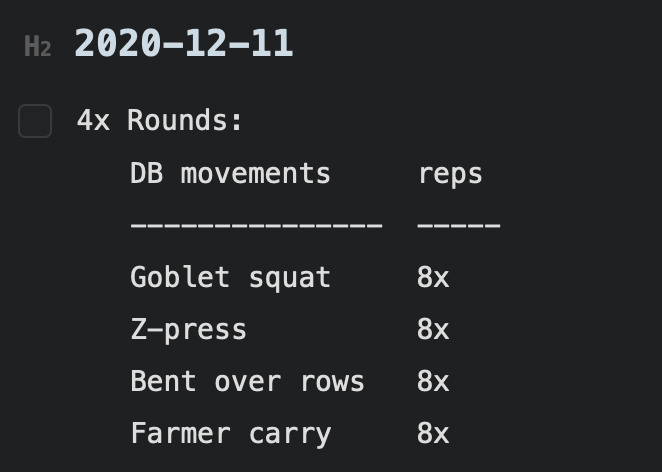 H2 2020-12-11
4x Rounds:
DB movements reps
--------------- -----
Goblet squat 8x
Z-press 8x
Bent over rows 8x
Farmer carry 8x